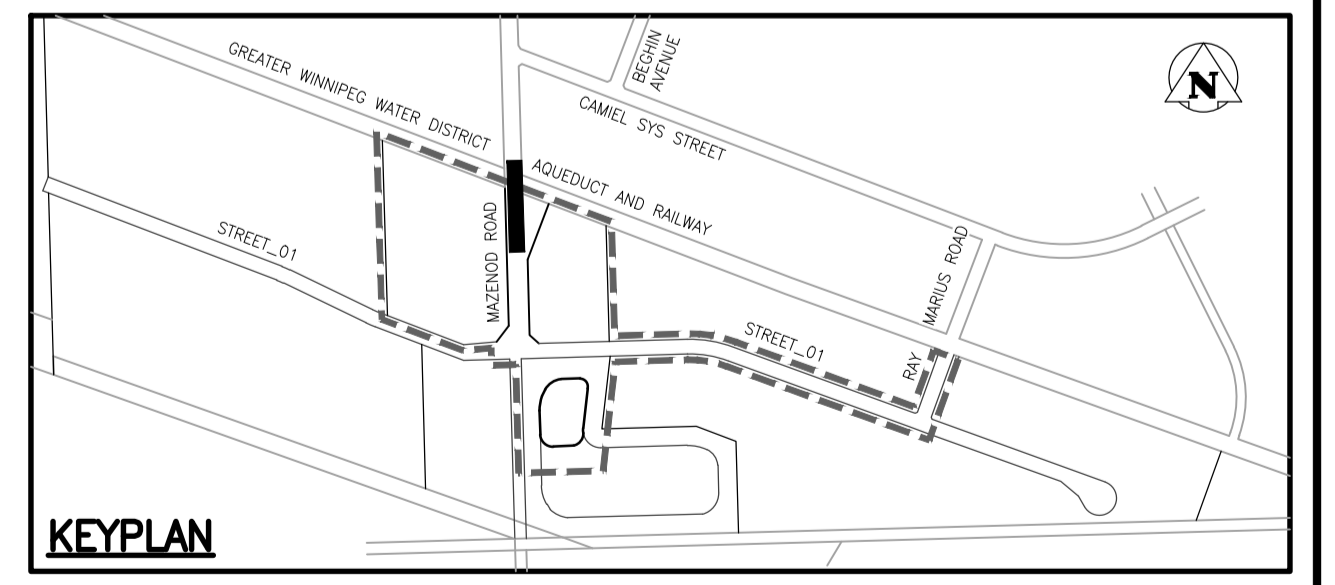 GREATER WINNIPEG WATER DISTRICT
BEGHIN
AVENUE
N
CAMIEL SYS STREET
AQUEDUCT AND RAILWAY
STREET_01
MAZENOD ROAD
MARIUS ROAD
STREET_01
RAY
KEYPLAN